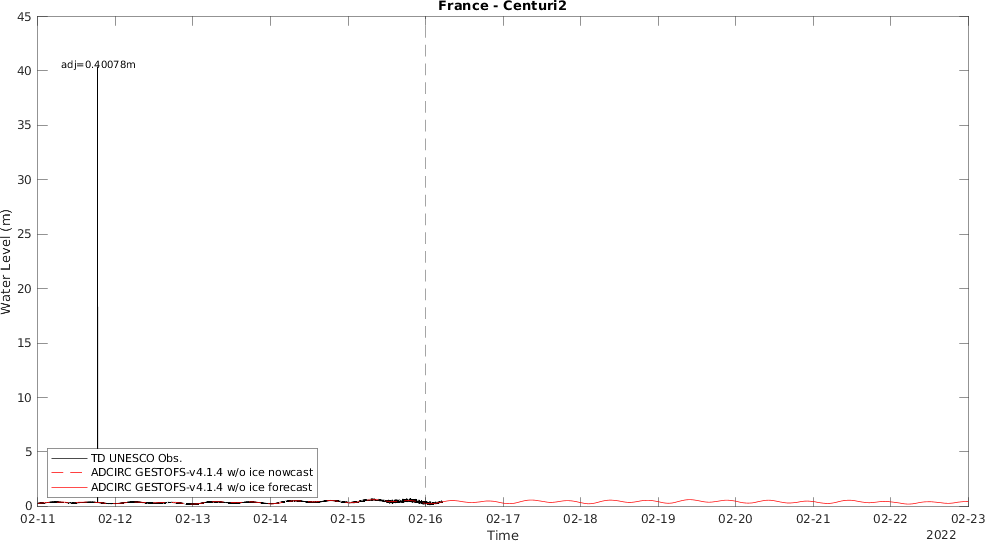 France - Centuri2
45
40
35
30
25
20
15
10
5
0
Water Level (m)
adj=0.40078m
TD UNESCO Obs.
ADCIRC GESTOFS-v4.1.4 w/o ice nowcast
ADCIRC GESTOFS-v4.1.4 w/o ice forecast
02-11 02-12 02-13 02-14 02-15 02-16 02-17 02-18 02-19 02-20 02-21 02-22 02-23
Time
2022